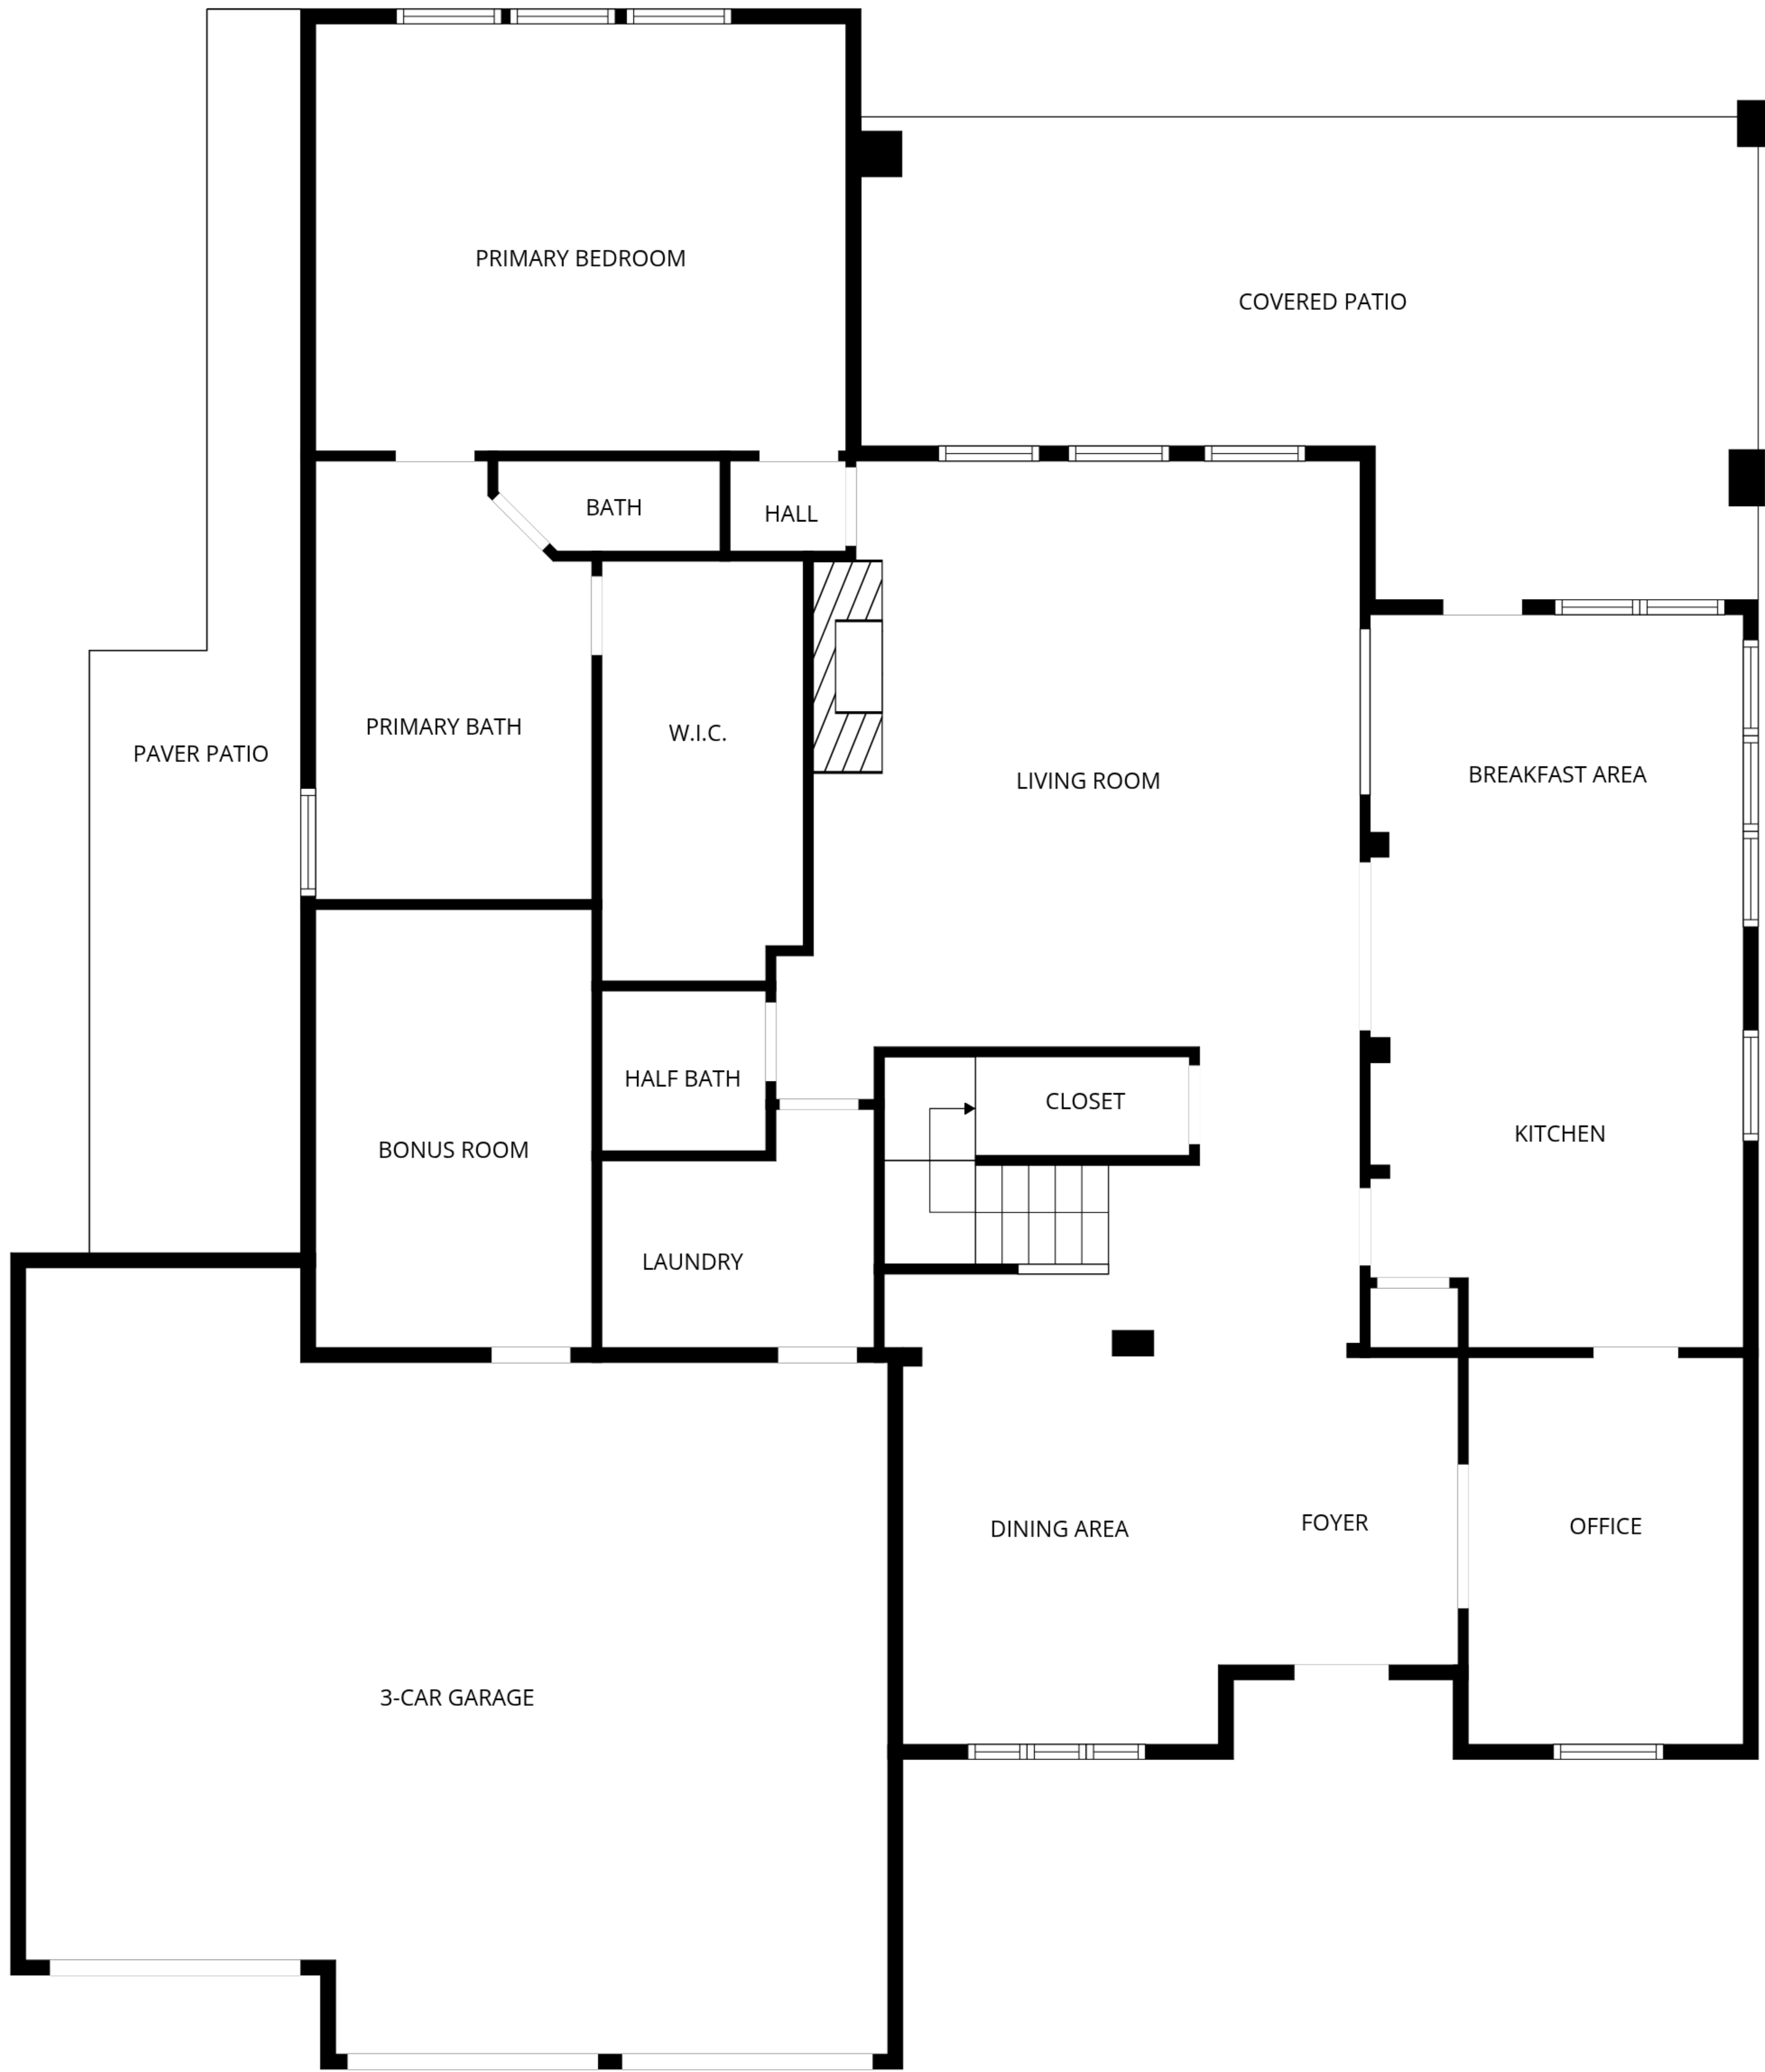 PRIMARY BEDROOM
COVERED PATIO
BATH
HALL
PRIMARY BATH
W.I.C.
PAVER PATIO
LIVING ROOM
BREAKFAST AREA
HALF BATH
CLOSET
KITCHEN
BONUS ROOM
LAUNDRY
DINING AREA
FOYER
OFFICE
3-CAR GARAGE